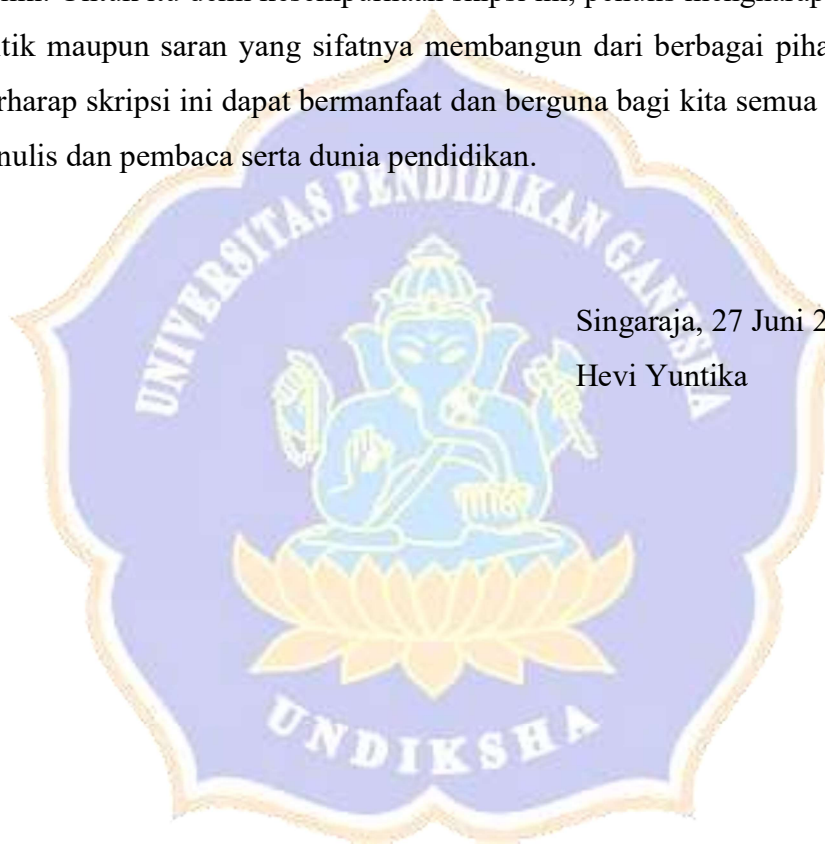 tik maupun saran yang sifatnya membangun dari berbagai piha
rharap skripsi ini dapat bermanfaat dan berguna bagi kita semua
nulis dan pembaca serta dunia pendidikan.
UNIVERSITAS PENDIDIKAN GANESHA
Singaraja, 27 Juni 2
Hevi Yuntika
UNDIKSHA